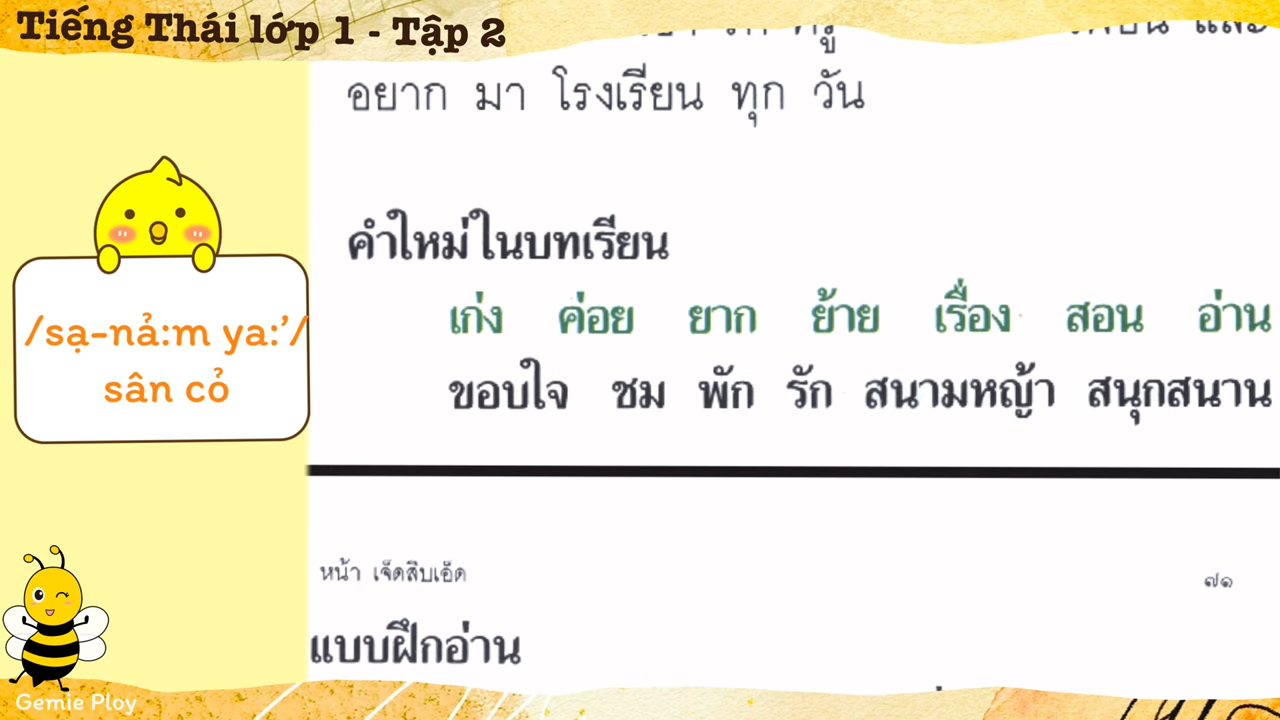 Tiếng Thái lớp 1 - Tập 2
อยาก มา โรงเรียน ทุก วัน
คำใหม่ในบทเรียน
เก่ง ค่อย ยาก ย้าย เรื่อง สอน อ่าน
ขอบใจ ชม พัก รัก สนามหญ้า สนุกสนาน
/sạ-nả:m ya:’/
sân cỏ
หน้า เจ็ดสิบเอ็ด ๗๑
แบบฝึกอ่าน
Gemie Ploy